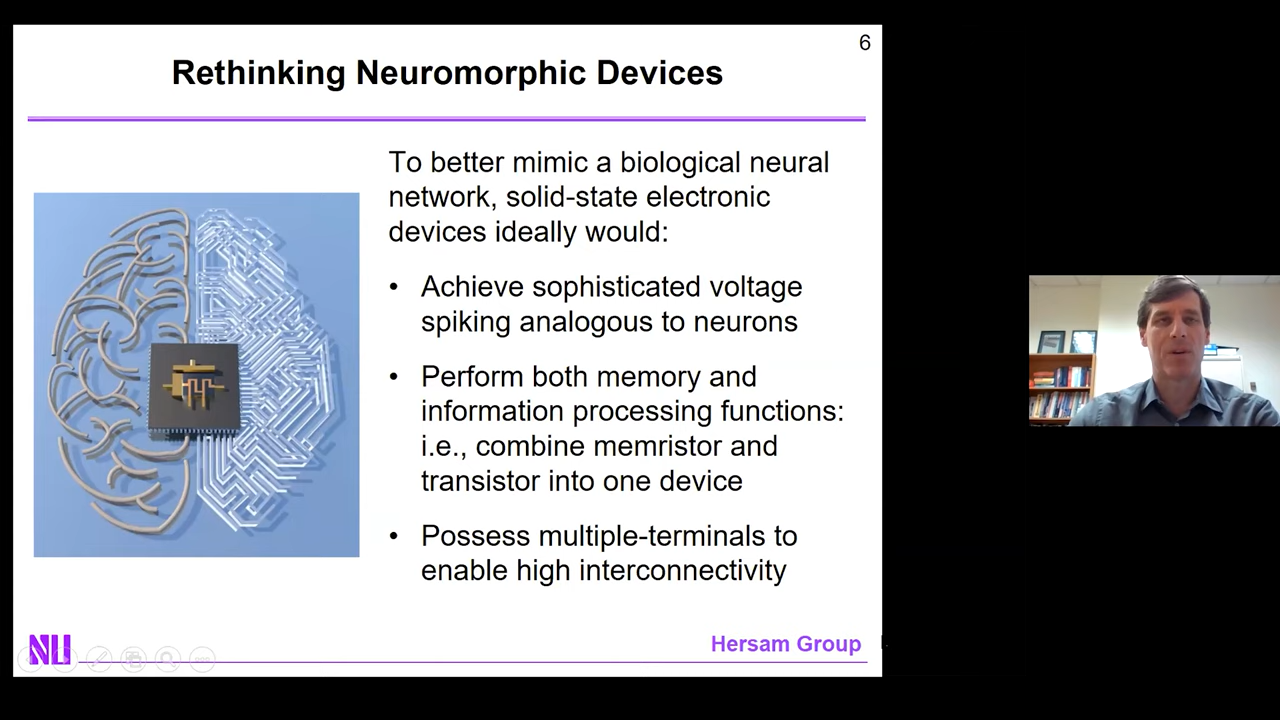 6
Rethinking Neuromorphic Devices
To better mimic a biological neural
network, solid-state electronic
devices ideally would:
• Achieve sophisticated voltage
spiking analogous to neurons
• Perform both memory and
information processing functions:
i.e., combine memristor and
transistor into one device
• Possess multiple-terminals to
enable high interconnectivity
NU
Hersam Group